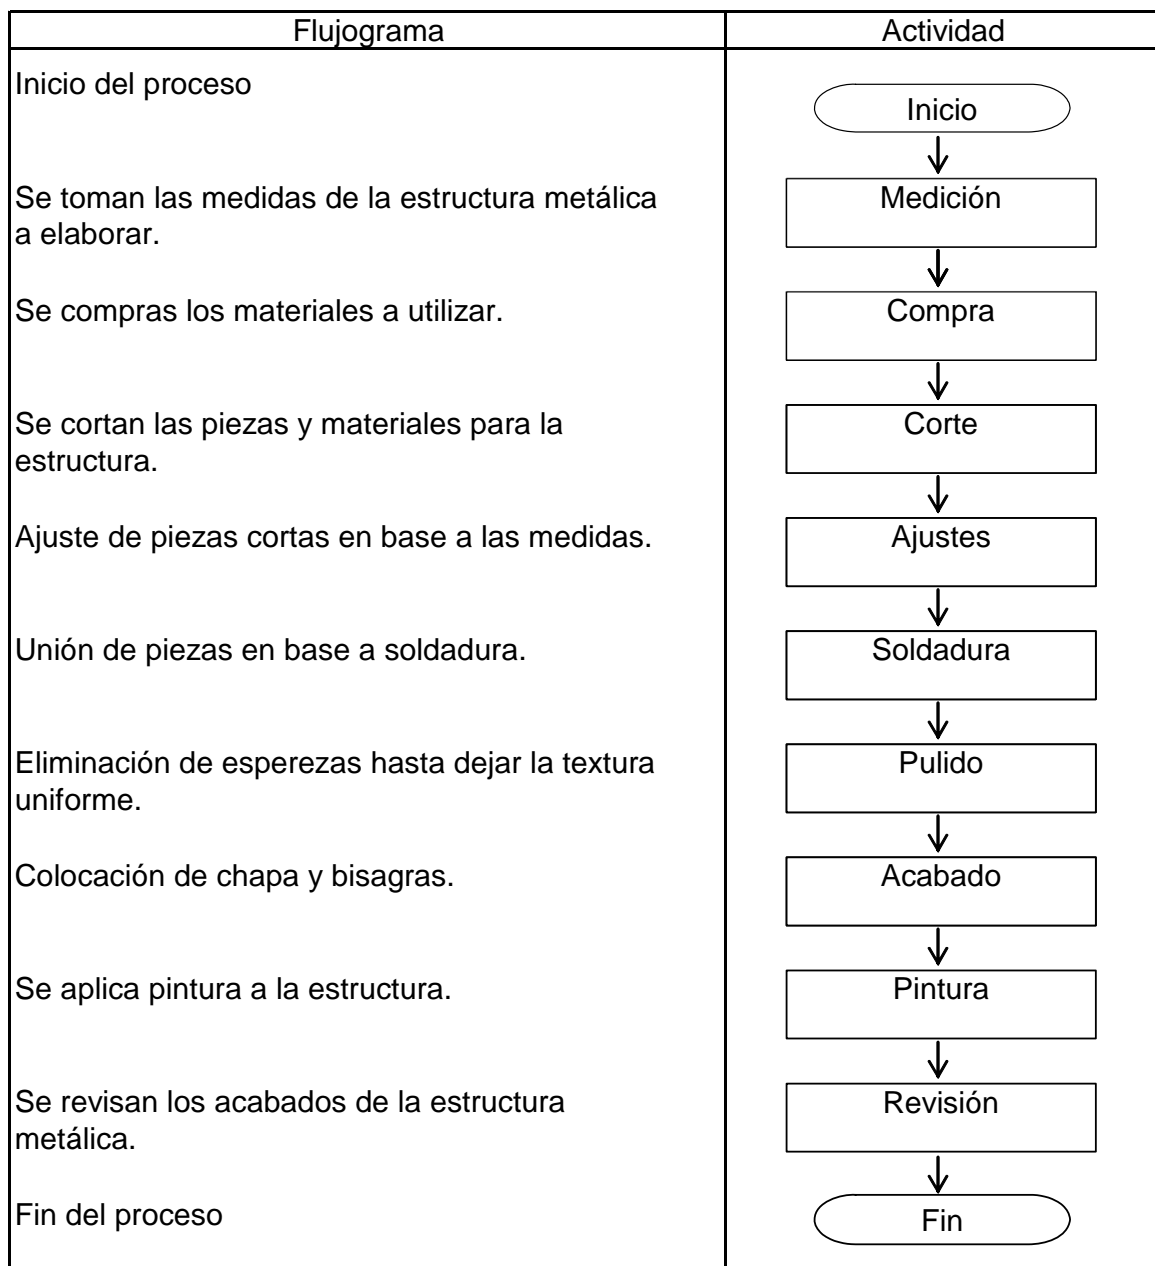 Flujograma
Actividad
Inicio del proceso
Inicio
Se toman las medidas de la estructura metálica
a elaborar.
Medición
Se compras los materiales a utilizar.
Compra
Se cortan las piezas y materiales para la
estructura.
Corte
Ajuste de piezas cortas en base a las medidas.
Ajustes
Unión de piezas en base a soldadura.
Soldadura
Eliminación de esperezas hasta dejar la textura
uniforme.
Pulido
Colocación de chapa y bisagras.
Acabado
Se aplica pintura a la estructura.
Pintura
Se revisan los acabados de la estructura
metálica.
Revisión
Fin del proceso
Fin